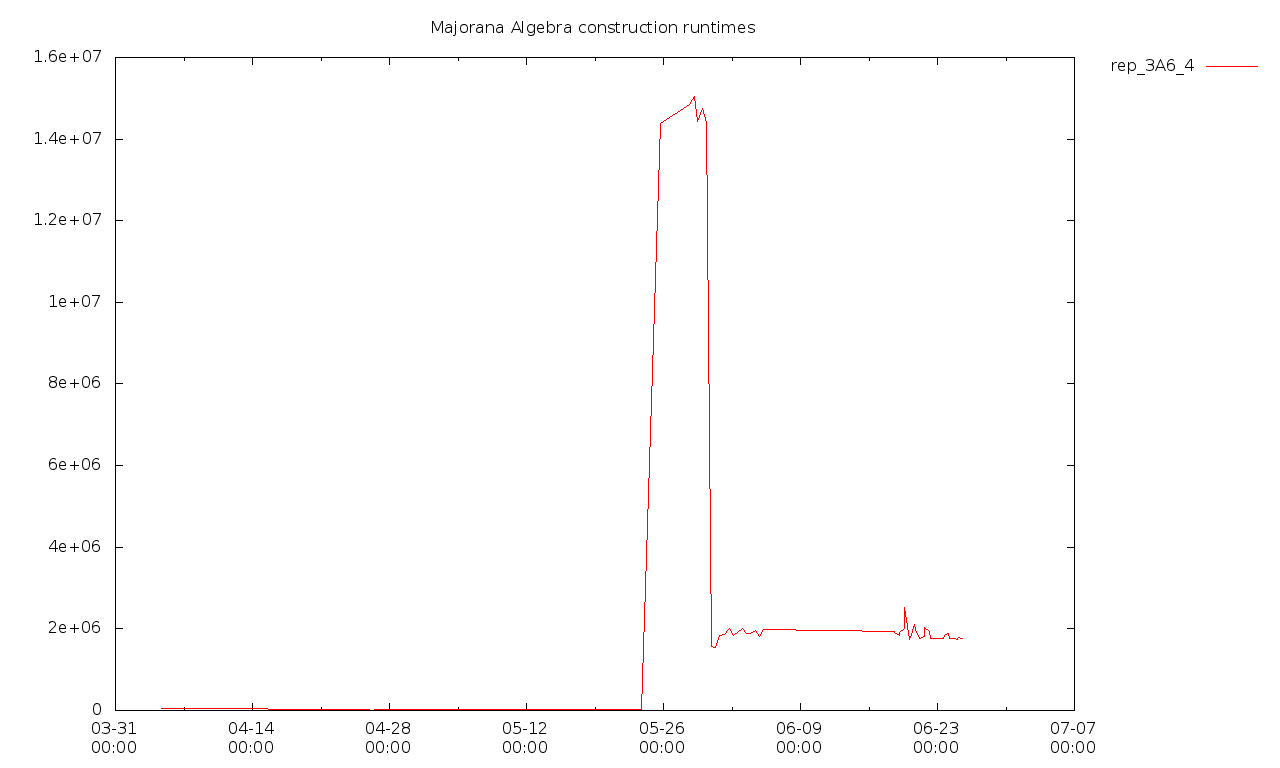 Majorana Algebra construction runtimes
rep_3A6_4
1.6e+07
1.4e+07
1.2e+07
1e+07
8e+06
6e+06
4e+06
2e+06
0
03-31 04-14 04-28 05-12 05-26 06-09 06-23 07-07
00:00 00:00 00:00 00:00 00:00 00:00 00:00 00:00